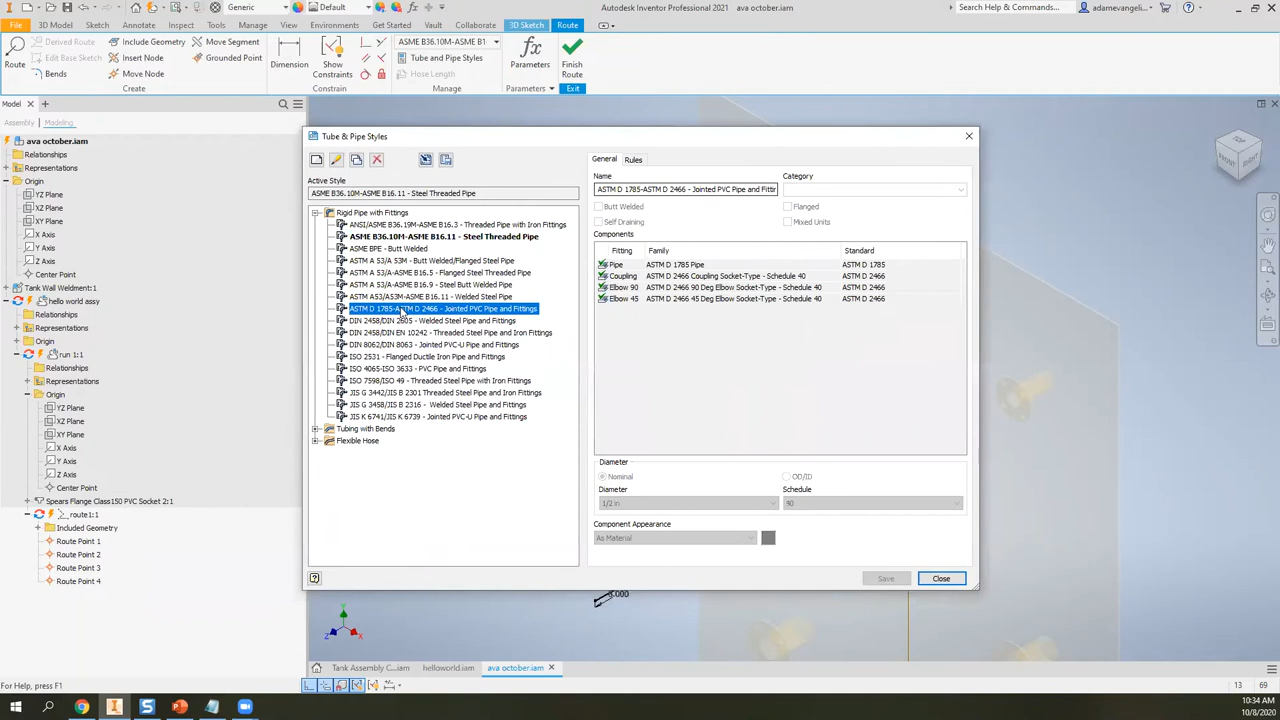 Generic
Default
Autodesk Inventor Professional 2021 ava october.iam
Search Help & Commands...
adamevangeli...
File
3D Model
Sketch
Annotate
Inspect
Tools
Manage
View
Environments
Get Started
Vault
Collaborate
3D Sketch
Route
Derived Route
Include Geometry
Move Segment
Edit Base Sketch
Insert Node
Grounded Point
Route
Bends
Move Node
Dimension
Show
Constraints
ASME B36.10M-ASME B1
Tube and Pipe Styles
Hose Length
Parameters
Finish
Route
Create
Constrain
Manage
Parameters
Exit
Model
Assembly
Modeling
ava october.iam
Relationships
Representations
Origin
YZ Plane
XZ Plane
XY Plane
X Axis
Y Axis
Z Axis
Center Point
Tank Wall Weldment:1
hello world assy
Relationships
Representations
Origin
run 1:1
Relationships
Representations
Origin
YZ Plane
XZ Plane
XY Plane
X Axis
Y Axis
Z Axis
Center Point
Spears Flange Class150 PVC Socket 2:1
route1:1
Included Geometry
Route Point 1
Route Point 2
Route Point 3
Route Point 4
Tube & Pipe Styles
Active Style
ASME B36.10M-ASME B16.11 - Steel Threaded Pipe
Rigid Pipe with Fittings
ANSI/ASME B36.19M-ASME B16.3 - Threaded Pipe with Iron Fittings
ASME B36.10M-ASME B16.11 - Steel Threaded Pipe
ASME BPE - Butt Welded
ASTM A 53/A 53M - Butt Welded/Flanged Steel Pipe
ASTM A 53/A-ASME B16.5 - Flanged Steel Threaded Pipe
ASTM A 53/A-ASME B16.9 - Steel Butt Welded Pipe
ASTM A53/A53M-ASME B16.11 - Welded Steel Pipe
ASTM D 1785-ASTM D 2466 - Jointed PVC Pipe and Fittings
DIN 2458/DIN 2605 - Welded Steel Pipe and Fittings
DIN 2458/DIN EN 10242 - Threaded Steel Pipe and Iron Fittings
DIN 8062/DIN 8063 - Jointed PVC-U Pipe and Fittings
ISO 2531 - Flanged Ductile Iron Pipe and Fittings
ISO 4065-ISO 3633 - PVC Pipe and Fittings
ISO 7598/ISO 49 - Threaded Steel Pipe with Iron Fittings
JIS G 3442/JIS B 2301 Threaded Steel Pipe and Iron Fittings
JIS G 3458/JIS B 2316 - Welded Steel Pipe and Fittings
JIS K 6741/JIS K 6739 - Jointed PVC-U Pipe and Fittings
Tubing with Bends
Flexible Hose
General
Rules
Name
Category
ASTM D 1785-ASTM D 2466 - Jointed PVC Pipe and Fittir
Butt Welded
Flanged
Self Draining
Mixed Units
Components
Fitting Family Standard
Pipe ASTM D 1785 Pipe ASTM D 1785
Coupling ASTM D 2466 Coupling Socket-Type - Schedule 40 ASTM D 2466
Elbow 90 ASTM D 2466 90 Deg Elbow Socket-Type - Schedule 40 ASTM D 2466
Elbow 45 ASTM D 2466 45 Deg Elbow Socket-Type - Schedule 40 ASTM D 2466
Diameter
Nominal
OD/ID
Diameter
Schedule
1/2 in
Component Appearance
As Material
Save
Close
TOP
FRONT
RIGHT
Y
Z
X
Tank Assembly C...iam
helloworld.iam
ava october.iam
For Help, press F1
13 69
10:34 AM
10/8/2020